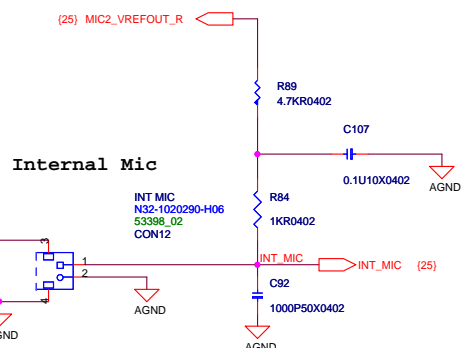 {25} MIC2_VREFOUT_R
R89
4.7KR0402
C107
0.1U10X0402
AGND
Internal Mic
INT MIC
N32-1020290-H06
53398_02
CON12
R84
1KR0402
3
1
2
4
INT_MIC
INT_MIC {25}
C92
1000P50X0402
AGND
AGND